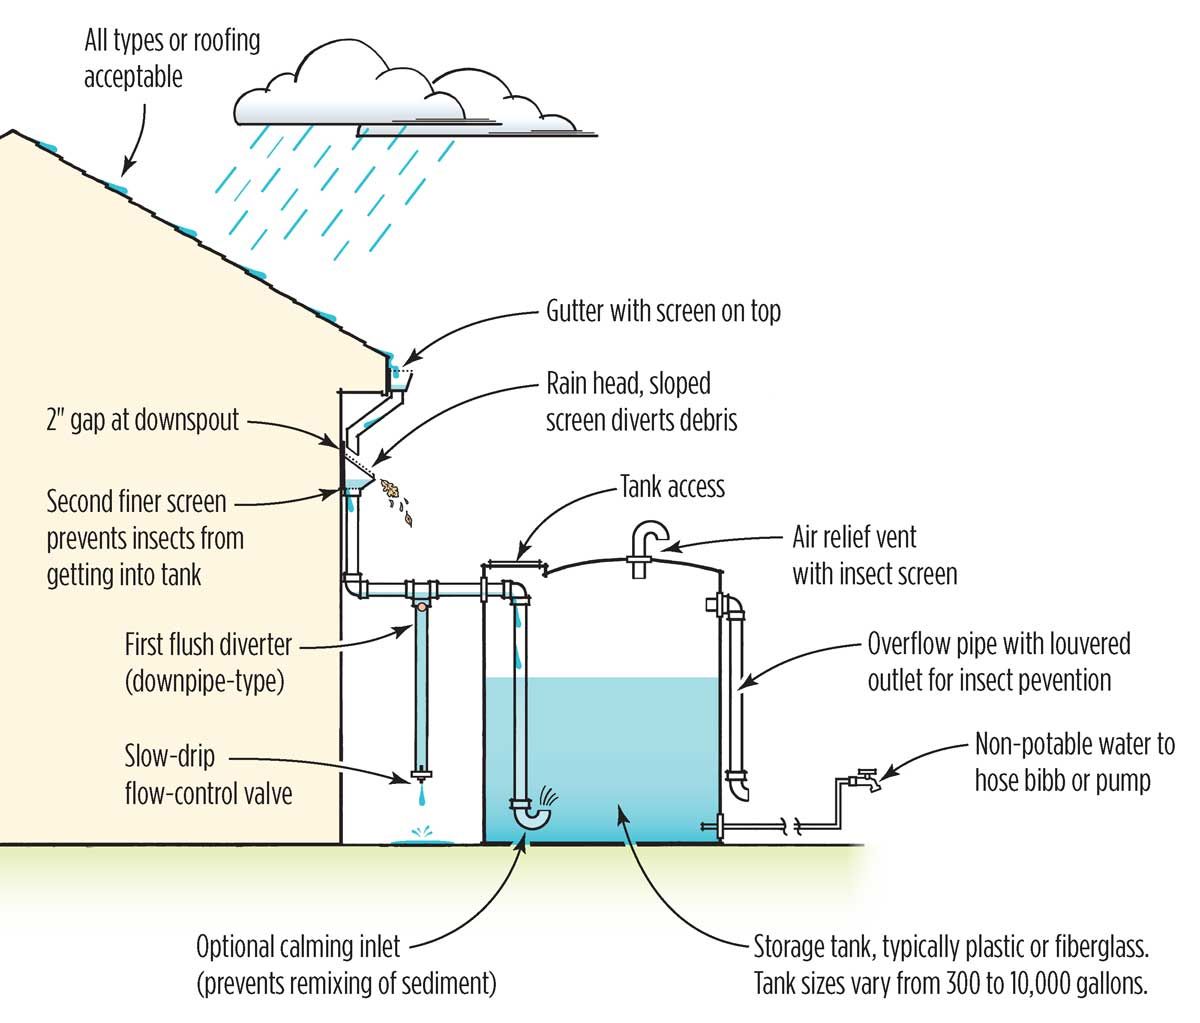 All types or roofing
acceptable
Gutter with screen on top
Rain head, sloped
screen diverts debris
2" gap at downspout
Second finer screen
prevents insects from
getting into tank
Tank access
Air relief vent
with insect screen
First flush diverter
(downpipe-type)
Overflow pipe with louvered
outlet for insect pevention
Slow-drip
flow-control valve
Non-potable water to
hose bibb or pump
Optional calming inlet
(prevents remixing of sediment)
Storage tank, typically plastic or fiberglass.
Tank sizes vary from 300 to 10,000 gallons.